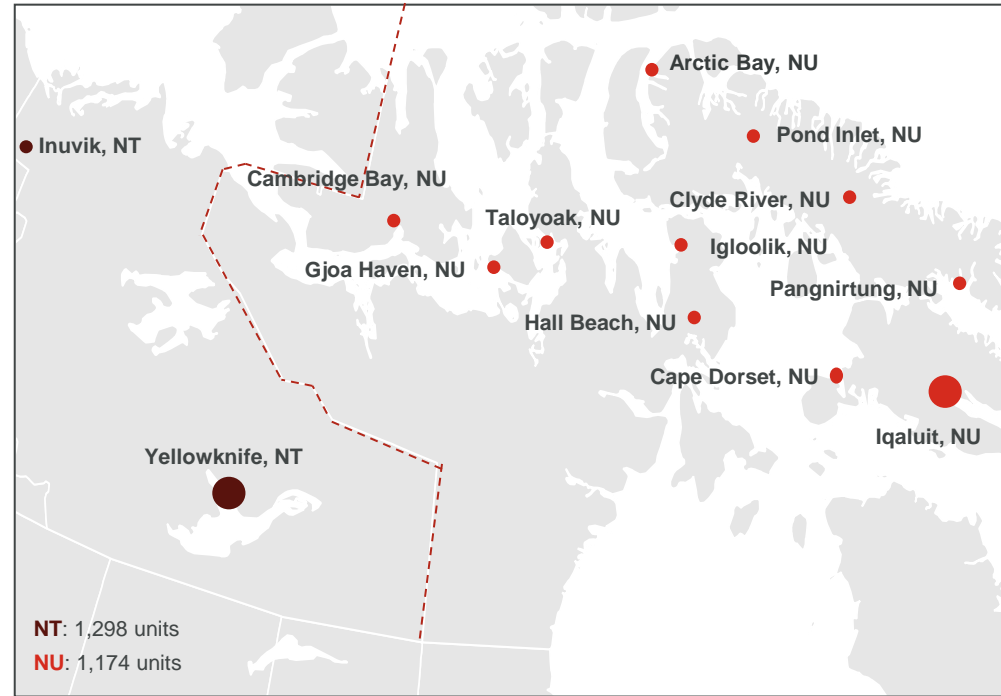 Arctic Bay, NU
Pond Inlet, NU
Inuvik, NT
Cambridge Bay, NU
Clyde River, NU
Taloyoak, NU
Igloolik, NU
Gjoa Haven, NU
Pangnirtung, NU
Hall Beach, NU
Cape Dorset, NU
Iqaluit, NU
Yellowknife, NT
NT: 1,298 units
NU: 1,174 units